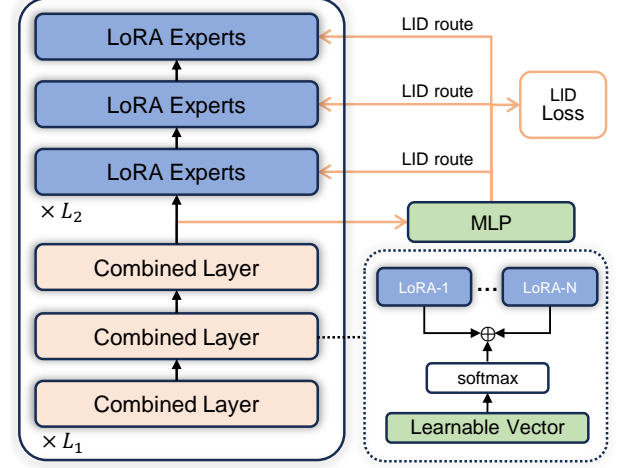 LoRA Experts
LID route
LoRA Experts
LID route
LID
Loss
LoRA Experts
LID route
× L₂
MLP
Combined Layer
LoRA-1
...
LoRA-N
Combined Layer
⊕
softmax
Combined Layer
Learnable Vector
× L₁